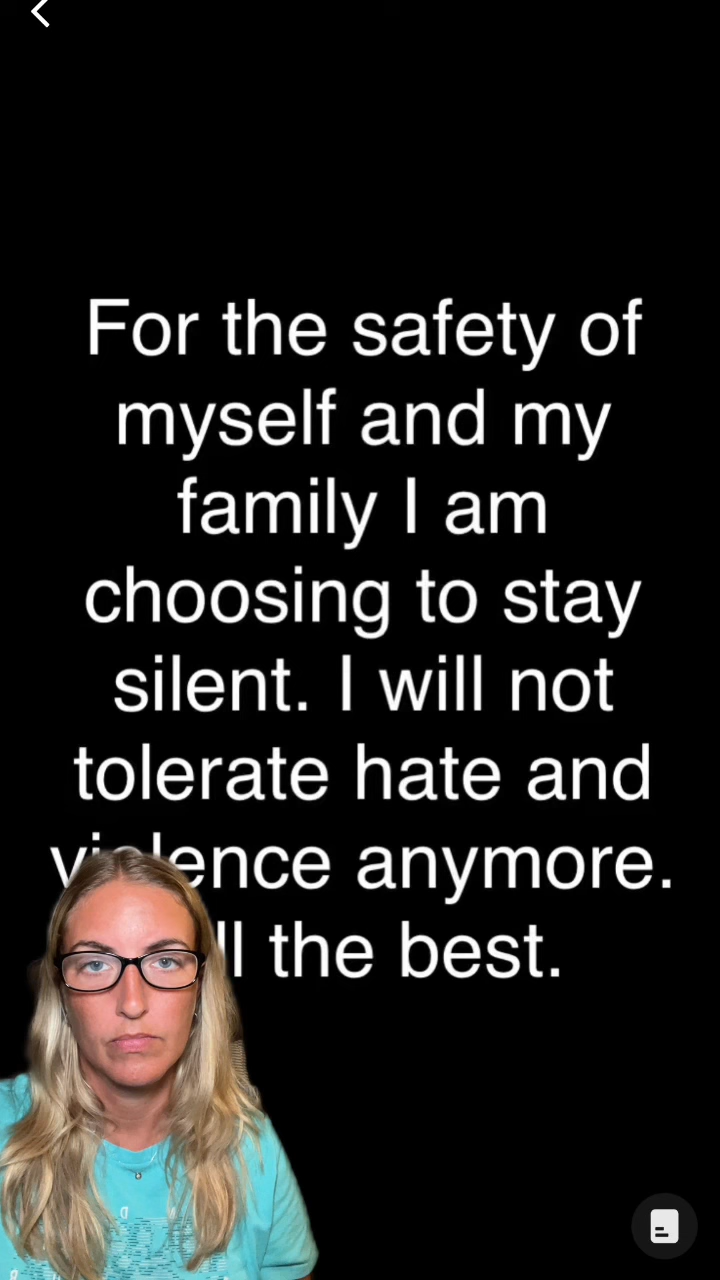 For the safety of
myself and my
family I am
choosing to stay
silent. I will not
tolerate hate and
violence anymore.
the best.